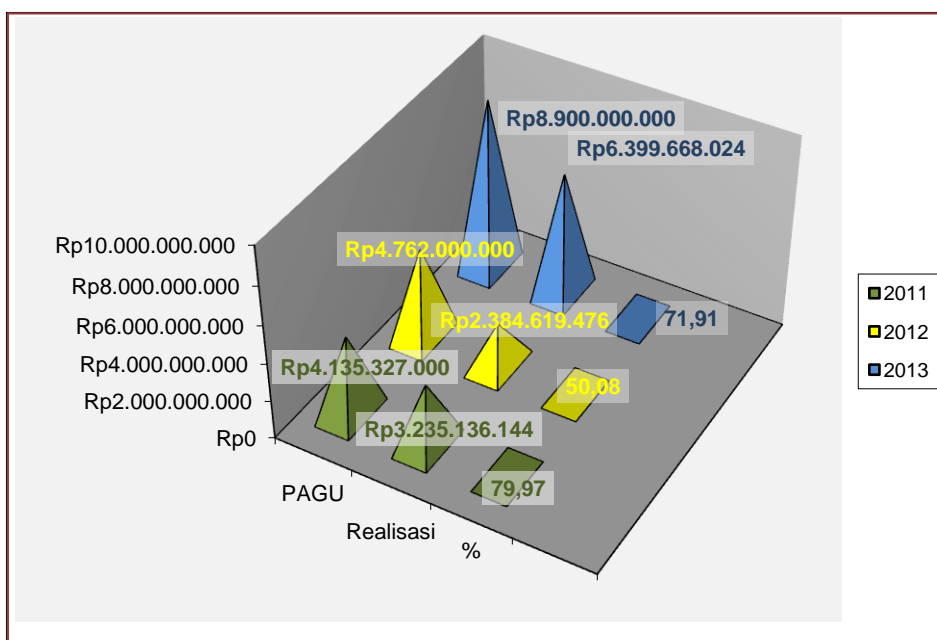 Rp8.900.000.000
Rp6.399.668.024
Rp10.000.000.000
Rp8.000.000.000
Rp6.000.000.000
Rp4.000.000.000
Rp2.000.000.000
Rp0
Rp4.762.000.000
Rp2.384.619.476
71,91
Rp4.135.327.000
50,08
Rp3.235.136.144
79,97
PAGU
Realisasi
%
2011
2012
2013